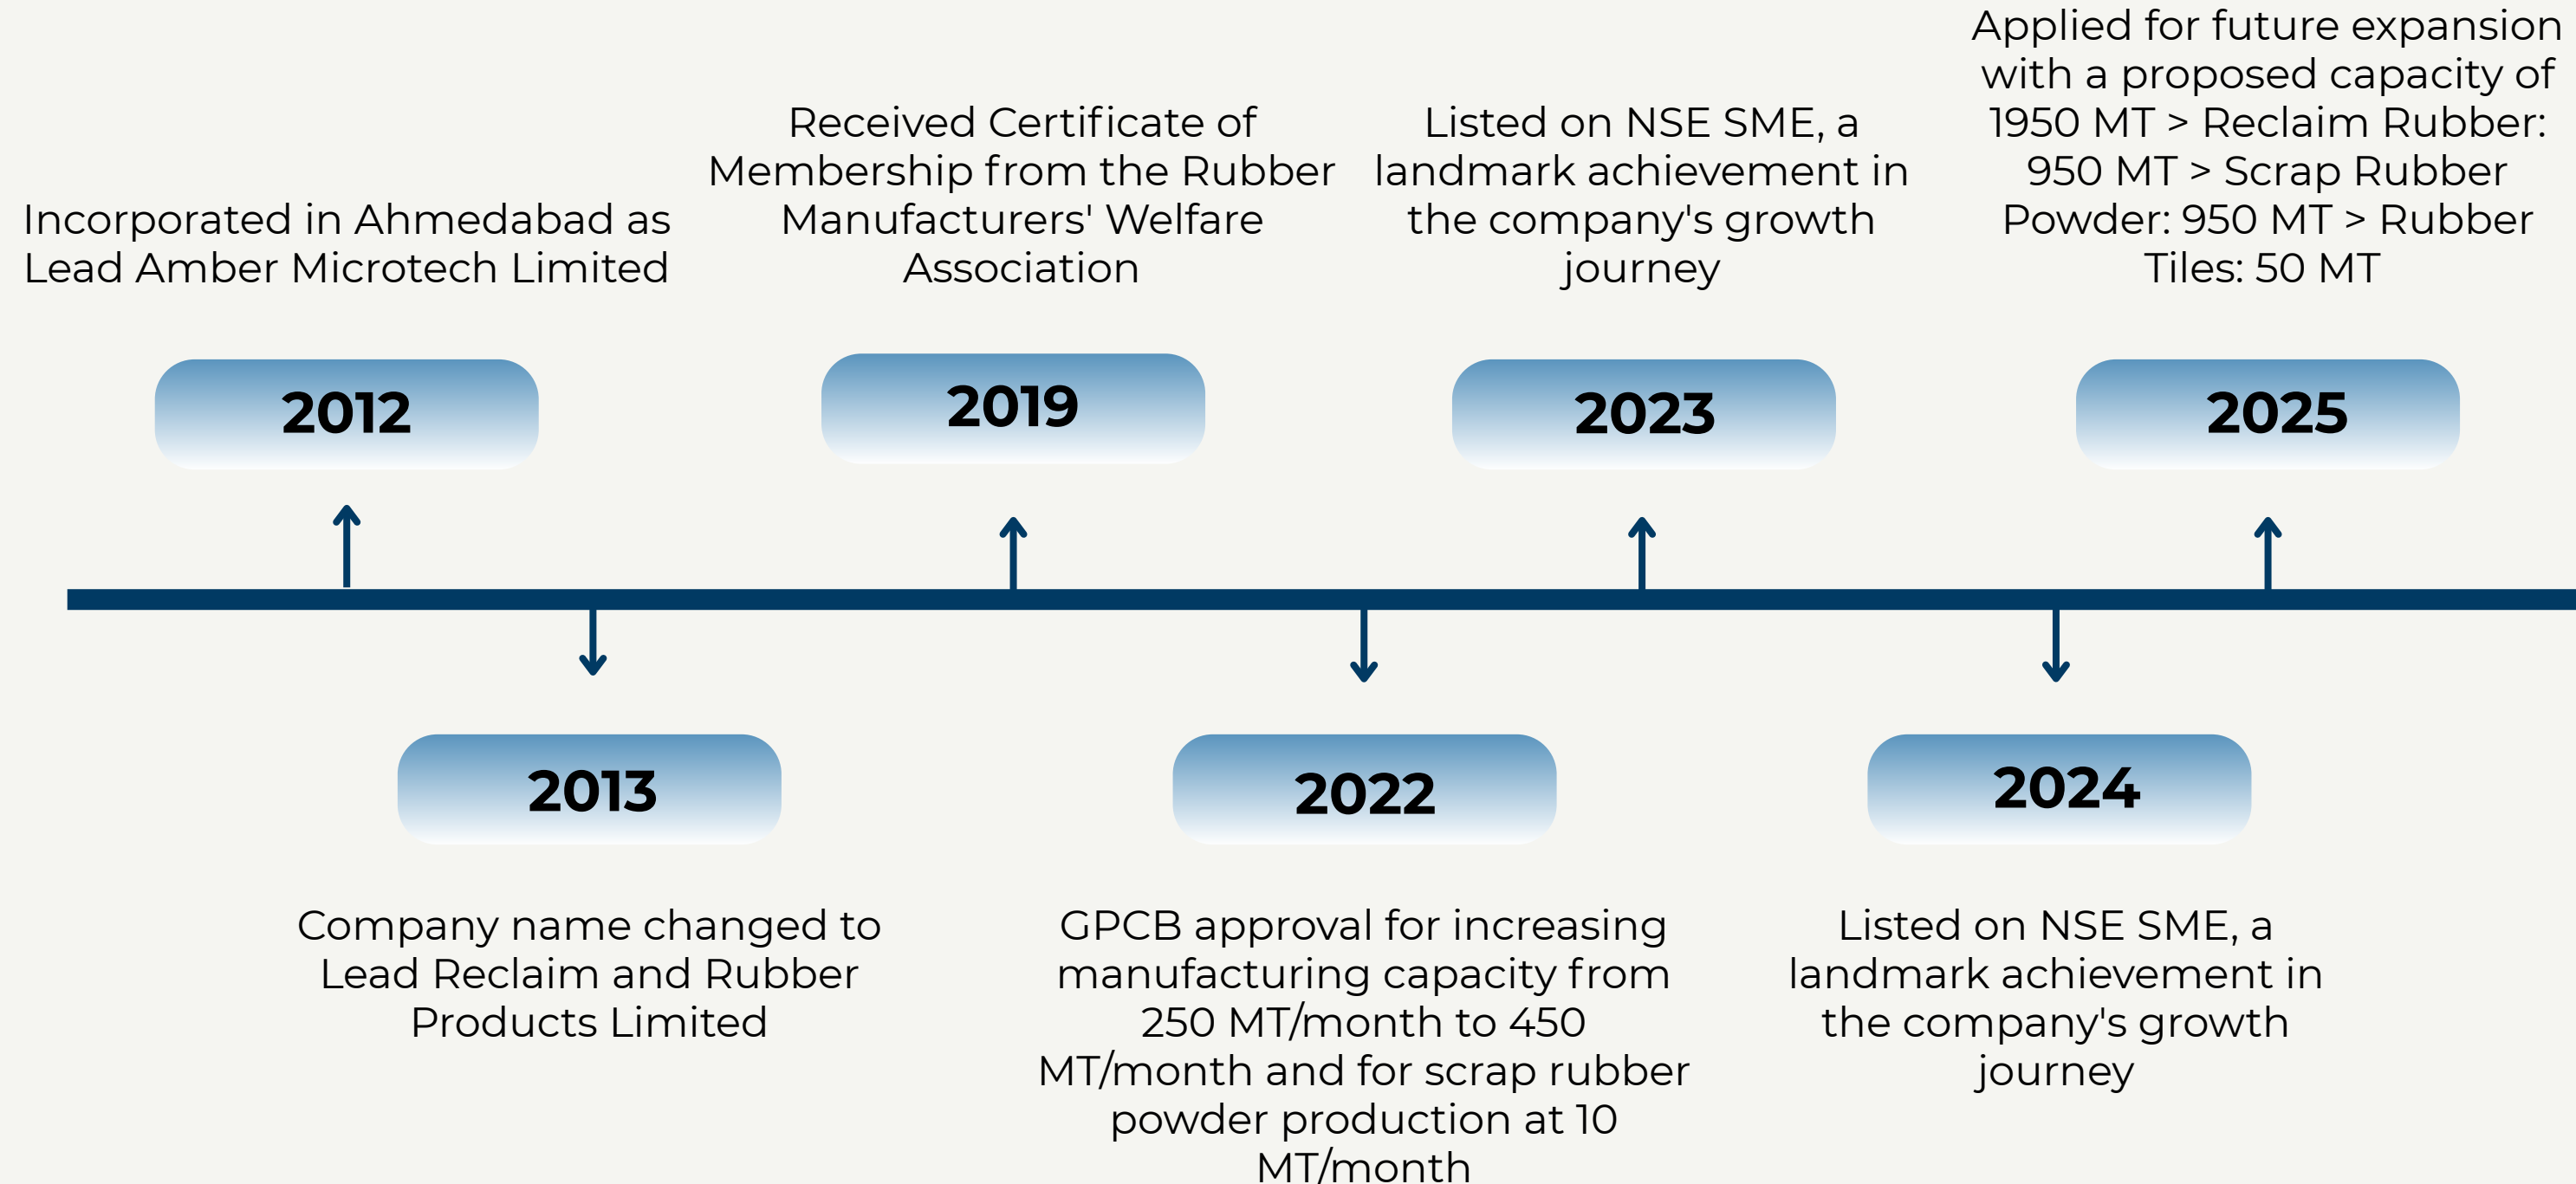 Incorporated in Ahmedabad as
Lead Amber Microtech Limited
2012
Company name changed to
Lead Reclaim and Rubber
Products Limited
2013
Received Certificate of
Membership from the Rubber
Manufacturers' Welfare
Association
2019
2022
GPCB approval for increasing
manufacturing capacity from
250 MT/month to 450
MT/month and for scrap rubber
powder production at 10
MT/month
Listed on NSE SME, a
landmark achievement in
the company's growth
journey
2023
2024
Listed on NSE SME, a
landmark achievement in
the company's growth
journey
Applied for future expansion
with a proposed capacity of
1950 MT > Reclaim Rubber:
950 MT > Scrap Rubber
Powder: 950 MT > Rubber
Tiles: 50 MT
2025